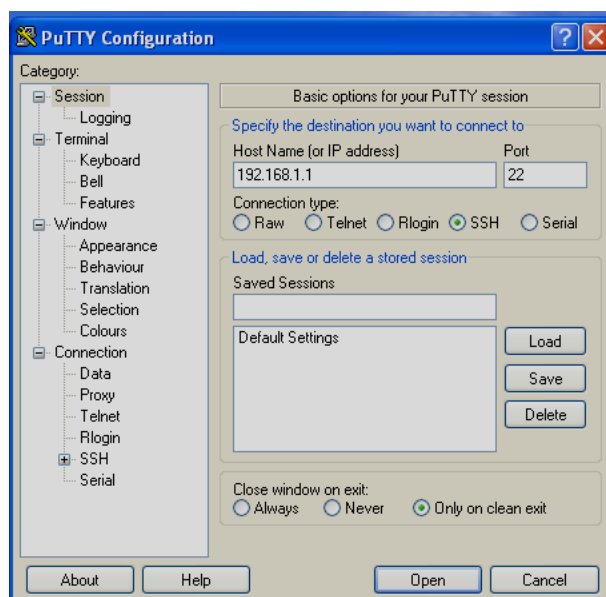 PuTTY Configuration
Category:
Session
Logging
Terminal
Keyboard
Bell
Features
Window
Appearance
Behaviour
Translation
Selection
Colours
Connection
Data
Proxy
Telnet
Rlogin
SSH
Serial
Basic options for your PuTTY session
Specify the destination you want to connect to
Host Name (or IP address) Port
192.168.1.1 22
Connection type:
Raw Telnet Rlogin SSH Serial
Load, save or delete a stored session
Saved Sessions
Default Settings
Load
Save
Delete
Close window on exit:
Always Never Only on clean exit
About Help Open Cancel